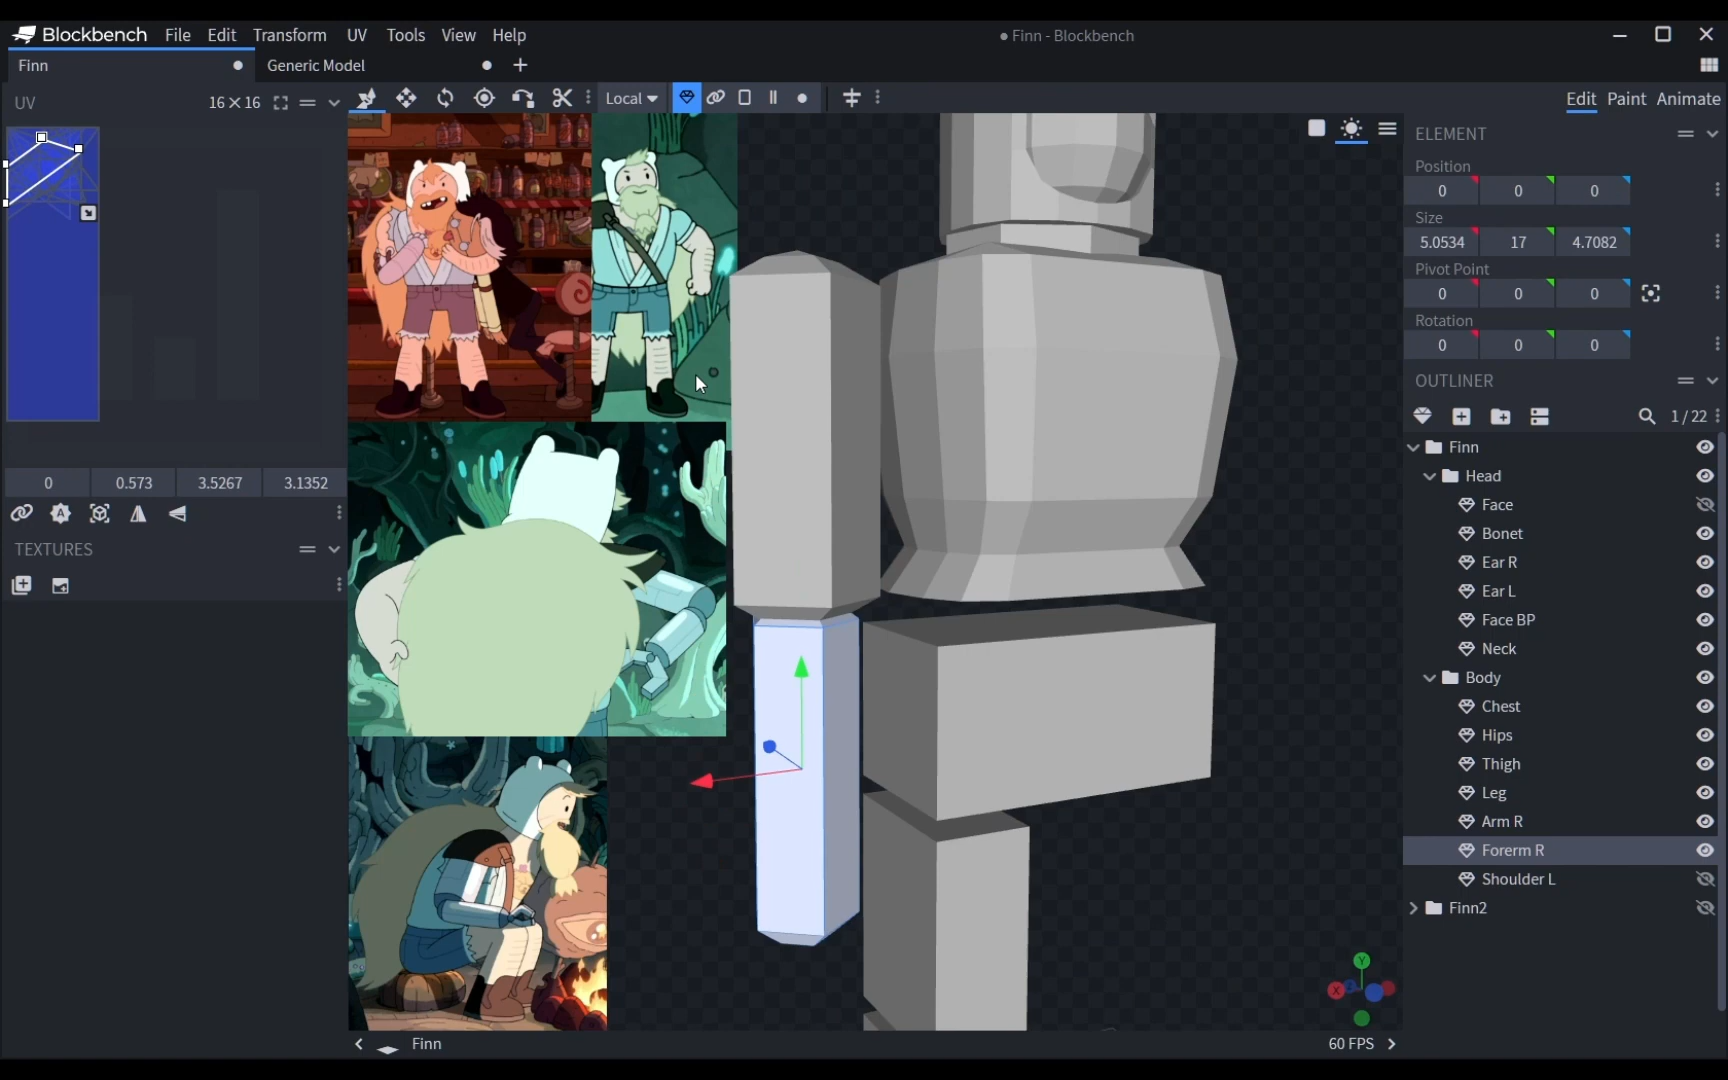 Blockbench File Edit Transform UV Tools View Help
Finn - Blockbench
Finn
Generic Model
UV
16×16
Local
Edit Paint Animate
ELEMENT
Position
0 0 0
Size
5.0534 17 4.7082
Pivot Point
0 0 0
Rotation
0 0 0
OUTLINER
1 / 22
Finn
Head
Face
Bonet
Ear R
Ear L
Face BP
Neck
Body
Chest
Hips
Thigh
Leg
Arm R
Forerm R
Shoulder L
Finn2
0 0.573 3.5267 3.1352
TEXTURES
Y
X
Finn
60 FPS